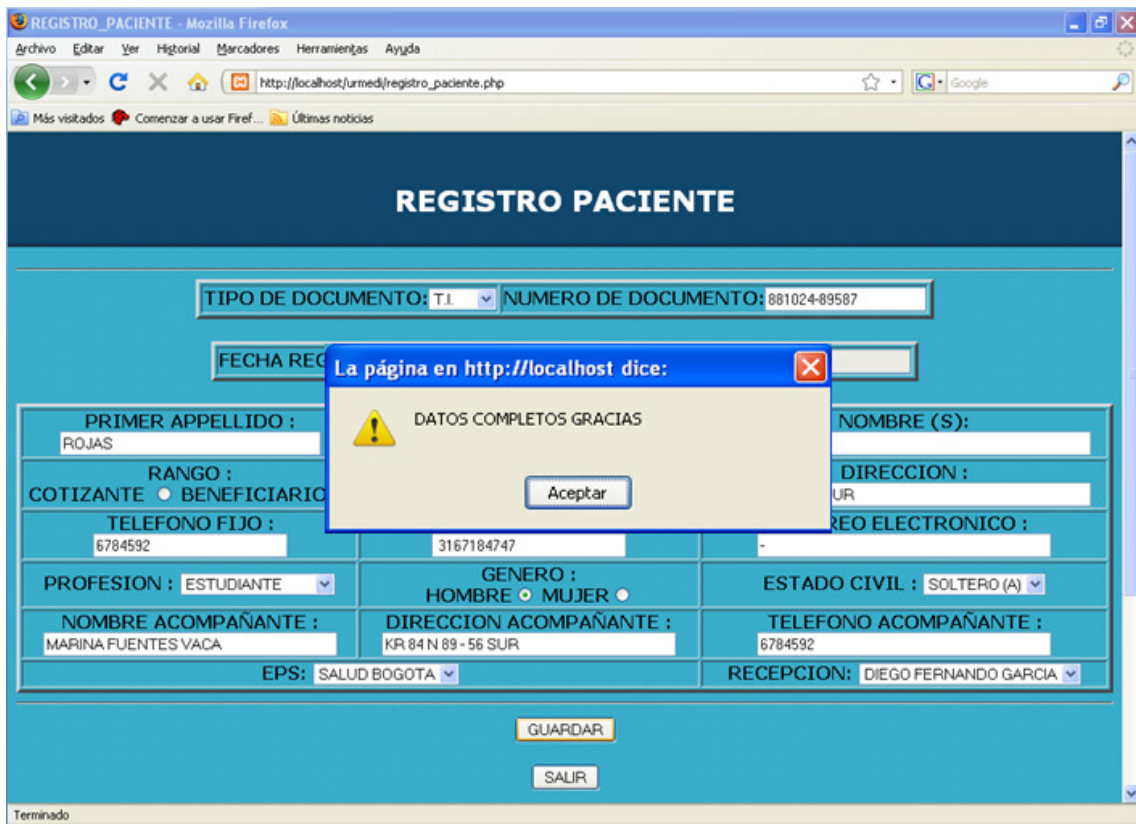 REGISTRO_PACIENTE - Mozilla Firefox
Archivo Editar Ver Historial Marcadores Herramientas Ayuda
http://localhost/urmedi/registro_paciente.php
Google
Más visitados Comenzar a usar Firef... Últimas noticias
REGISTRO PACIENTE
TIPO DE DOCUMENTO: T.I. NUMERO DE DOCUMENTO: 881024-89587
FECHA REG
La página en http://localhost dice:
DATOS COMPLETOS GRACIAS
Aceptar
PRIMER APPELLIDO : NOMBRE (S):
ROJAS
RANGO : DIRECCION :
COTIZANTE BENEFICIARIO UR
TELEFONO FIJO : REO ELECTRONICO :
6784592 3167184747 -
PROFESION : ESTUDIANTE GENERO : ESTADO CIVIL : SOLTERO (A)
HOMBRE MUJER
NOMBRE ACOMPAÑANTE : DIRECCION ACOMPAÑANTE : TELEFONO ACOMPAÑANTE :
MARINA FUENTES VACA KR 84 N 89 - 56 SUR 6784592
EPS: SALUD BOGOTA RECEPCION: DIEGO FERNANDO GARCIA
GUARDAR
SALIR
Terminado